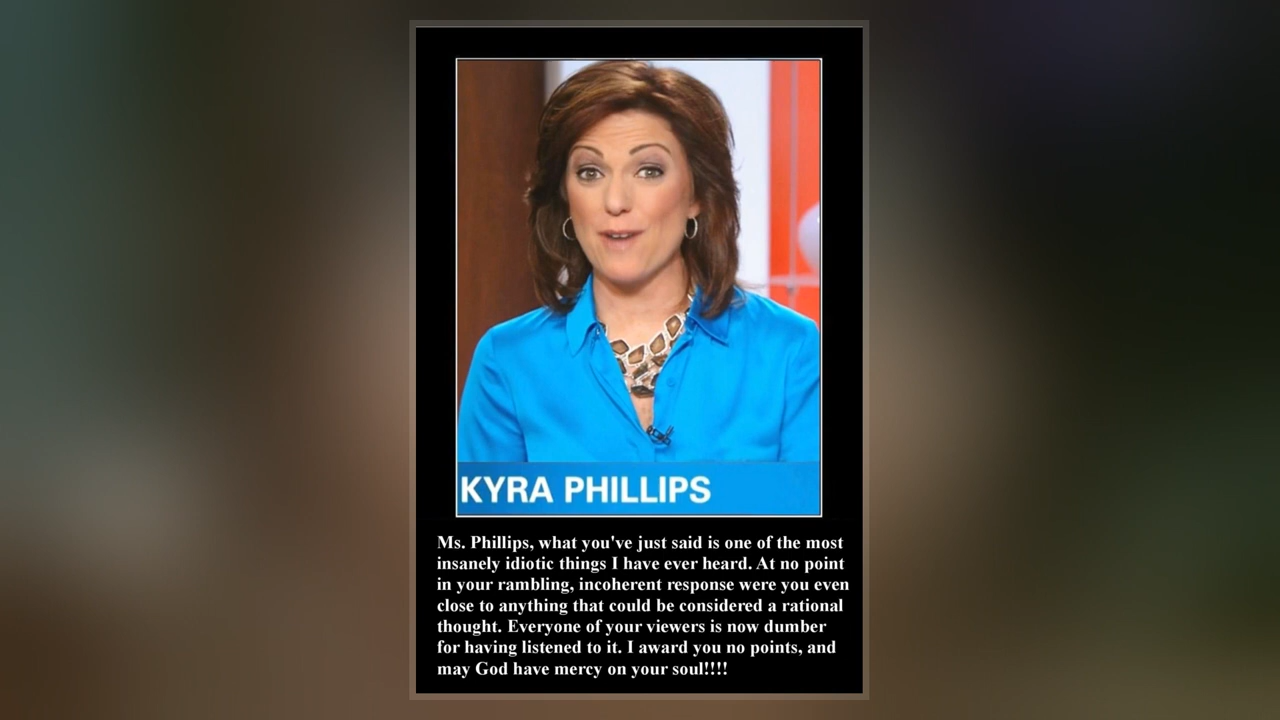 KYRA PHILLIPS
Ms. Phillips, what you've just said is one of the most
insanely idiotic things I have ever heard. At no point
in your rambling, incoherent response were you even
close to anything that could be considered a rational
thought. Everyone of your viewers is now dumber
for having listened to it. I award you no points, and
may God have mercy on your soul!!!!